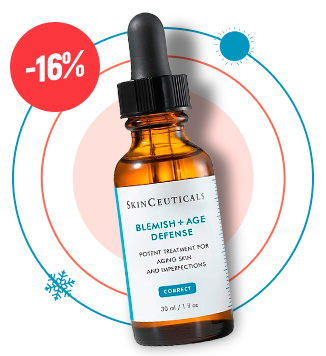 -16%
SKINCEUTICALS
BLEMISH + AGE
DEFENSE
POTENT TREATMENT FOR
AGING SKIN
AND IMPERFECTIONS
CORRECT
30 ml / 1 fl oz